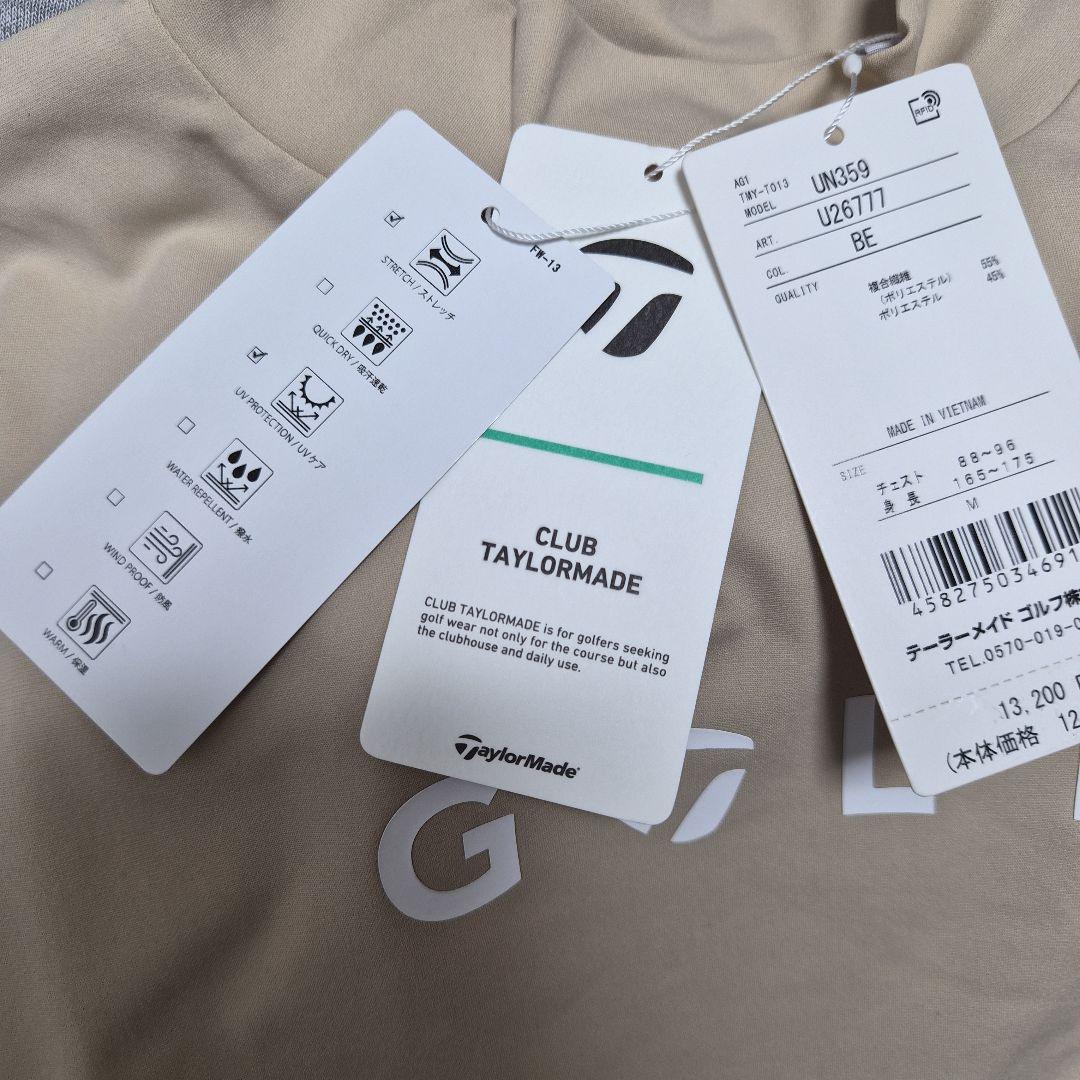 FW-13
STRETCH / ストレッチ
QUICK DRY / 吸汗速乾
UV PROTECTION / UVケア
WATER REPELLENT / 撥水
WIND PROOF / 防風
WARM / 保温
CLUB
TAYLORMADE
CLUB TAYLORMADE is for golfers seeking
golf wear not only for the course but also
the clubhouse and daily use.
TaylorMade
RFID
AG1
TMY-T013
MODEL UN359
ART. U26777
COL. BE
QUALITY 複合繊維 55%
(ポリエステル) 45%
ポリエステル
MADE IN VIETNAM
SIZE チェスト 88~96
身 長 165~175
M
458275034691
テーラーメイド ゴルフ株
TEL.0570-019-0
13,200
(本体価格 12
G L